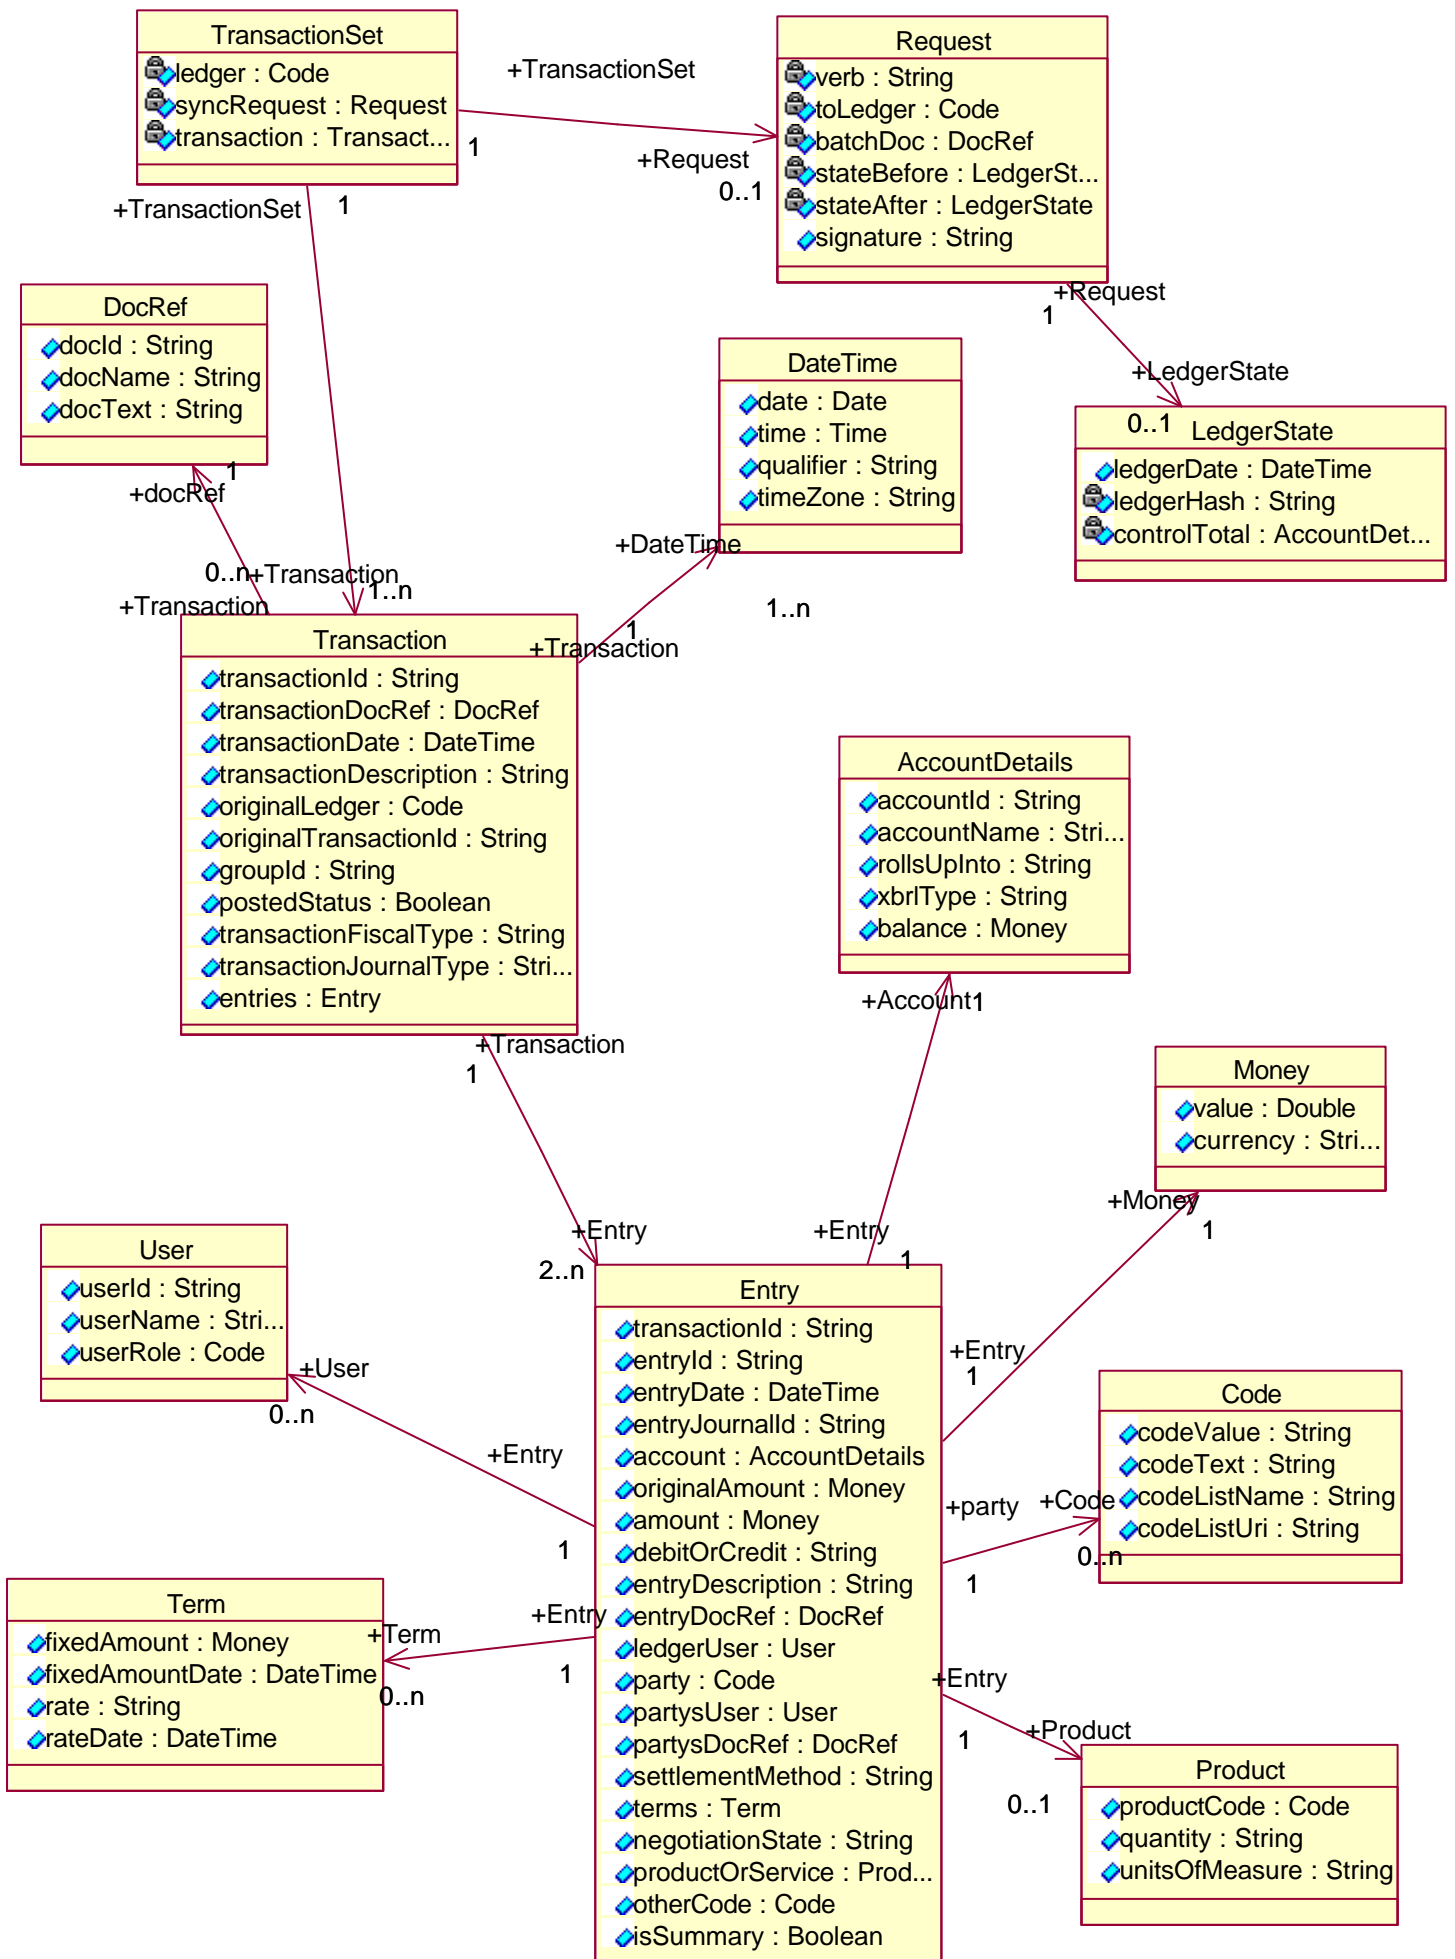 TransactionSet
ledger : Code
syncRequest : Request
transaction : Transact...
+TransactionSet
1
+Request
0..1
Request
verb : String
toLedger : Code
batchDoc : DocRef
stateBefore : LedgerSt...
stateAfter : LedgerState
signature : String
+TransactionSet
1
+Request
1
+LedgerState
0..1
DocRef
docId : String
docName : String
docText : String
1
+docRef
DateTime
date : Date
time : Time
qualifier : String
timeZone : String
LedgerState
ledgerDate : DateTime
ledgerHash : String
controlTotal : AccountDet...
+DateTime
1..n
0..n
+Transaction
1..n
+Transaction
1
+Transaction
Transaction
transactionId : String
transactionDocRef : DocRef
transactionDate : DateTime
transactionDescription : String
originalLedger : Code
originalTransactionId : String
groupId : String
postedStatus : Boolean
transactionFiscalType : String
transactionJournalType : Stri...
entries : Entry
AccountDetails
accountId : String
accountName : Stri...
rollsUpInto : String
xbrlType : String
balance : Money
+Account
1
+Transaction
1
Money
value : Double
currency : Stri...
+Money
1
+Entry
2..n
+Entry
1
User
userId : String
userName : Stri...
userRole : Code
+User
0..n
+Entry
1
Entry
transactionId : String
entryId : String
entryDate : DateTime
entryJournalId : String
account : AccountDetails
originalAmount : Money
amount : Money
debitOrCredit : String
entryDescription : String
entryDocRef : DocRef
ledgerUser : User
party : Code
partysUser : User
partysDocRef : DocRef
settlementMethod : String
terms : Term
negotiationState : String
productOrService : Prod...
otherCode : Code
isSummary : Boolean
+Entry
1
Code
codeValue : String
codeText : String
codeListName : String
codeListUri : String
+party
+Code
0..n
1
Term
fixedAmount : Money
fixedAmountDate : DateTime
rate : String
rateDate : DateTime
+Term
0..n
+Entry
1
+Entry
1
+Product
0..1
Product
productCode : Code
quantity : String
unitsOfMeasure : String